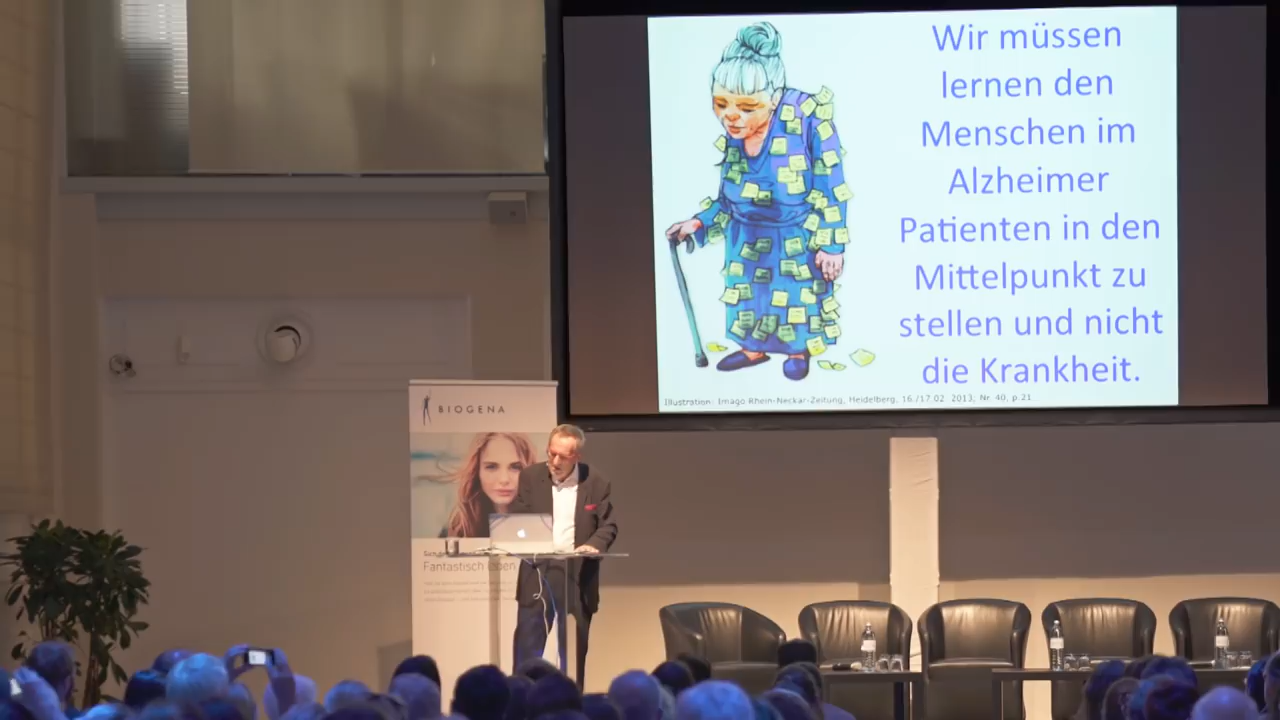 Wir müssen
lernen den
Menschen im
Alzheimer
Patienten in den
Mittelpunkt zu
stellen und nicht
die Krankheit.
Illustration: Imago Rhein-Neckar-Zeitung, Heidelberg, 16./17.02. 2013, Nr. 40, p.21
BIOGENA
Fantastisch